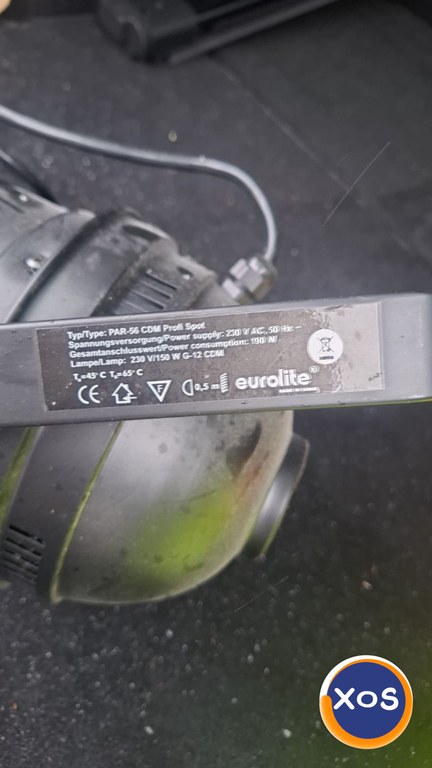 Typ/Type: PAR-56 CDM Profi Spot
Spannungsversorgung/Power supply: 230 V AC, 50 Hz ~
Gesamtanschlusswert/Power consumption: 190 W
Lampe/Lamp: 230 V/150 W G-12 CDM
Ta=45° C Tc=65° C
CE F 0,5 m eurolite®
XOS